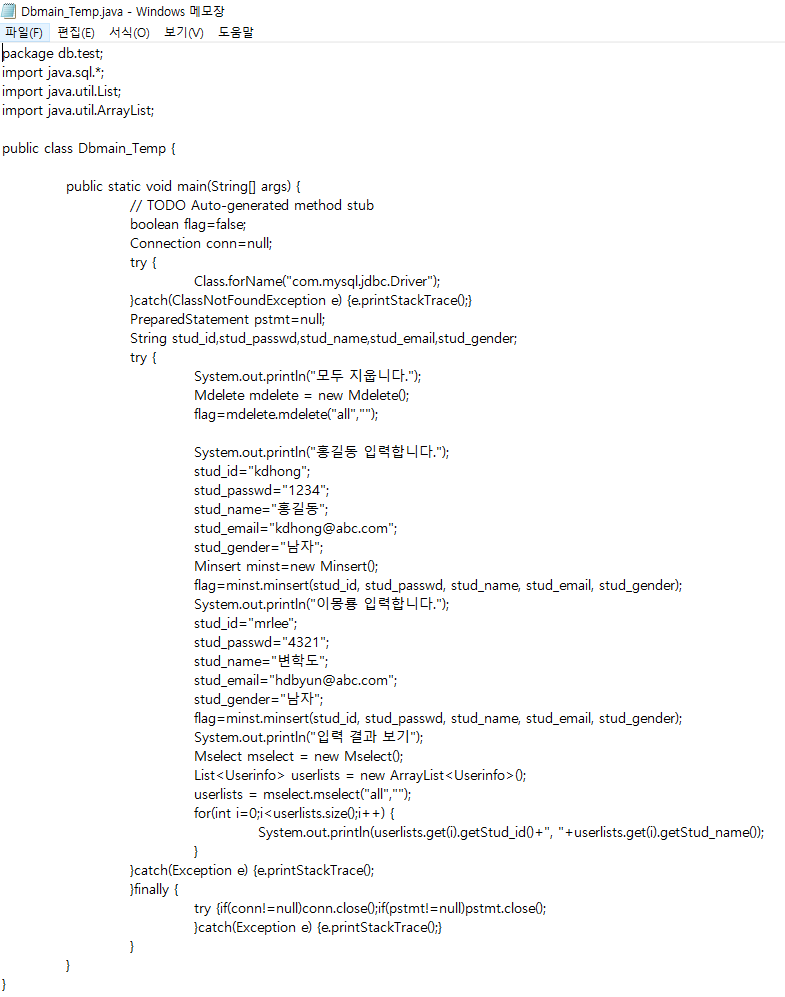 Dbmain_Temp.java - Windows 메모장
파일(F) 편집(E) 서식(O) 보기(V) 도움말
package db.test;
import java.sql.*;
import java.util.List;
import java.util.ArrayList;

public class Dbmain_Temp {

	public static void main(String[] args) {
		// TODO Auto-generated method stub
		boolean flag=false;
		Connection conn=null;
		try {
			Class.forName("com.mysql.jdbc.Driver");
		}catch(ClassNotFoundException e) {e.printStackTrace();}
		PreparedStatement pstmt=null;
		String stud_id,stud_passwd,stud_name,stud_email,stud_gender;
		try {
			System.out.println("모두 지웁니다.");
			Mdelete mdelete = new Mdelete();
			flag=mdelete.mdelete("all","");

			System.out.println("홍길동 입력합니다.");
			stud_id="kdhong";
			stud_passwd="1234";
			stud_name="홍길동";
			stud_email="kdhong@abc.com";
			stud_gender="남자";
			Minsert minst=new Minsert();
			flag=minst.minsert(stud_id, stud_passwd, stud_name, stud_email, stud_gender);
			System.out.println("이몽룡 입력합니다.");
			stud_id="mrlee";
			stud_passwd="4321";
			stud_name="변학도";
			stud_email="hdbyun@abc.com";
			stud_gender="남자";
			flag=minst.minsert(stud_id, stud_passwd, stud_name, stud_email, stud_gender);
			System.out.println("입력 결과 보기");
			Mselect mselect = new Mselect();
			List<Userinfo> userlists = new ArrayList<Userinfo>();
			userlists = mselect.mselect("all","");
			for(int i=0;i<userlists.size();i++) {
				System.out.println(userlists.get(i).getStud_id()+", "+userlists.get(i).getStud_name());
			}
		}catch(Exception e) {e.printStackTrace();
		}finally {
			try {if(conn!=null)conn.close();if(pstmt!=null)pstmt.close();
			}catch(Exception e) {e.printStackTrace();}
		}
	}
}